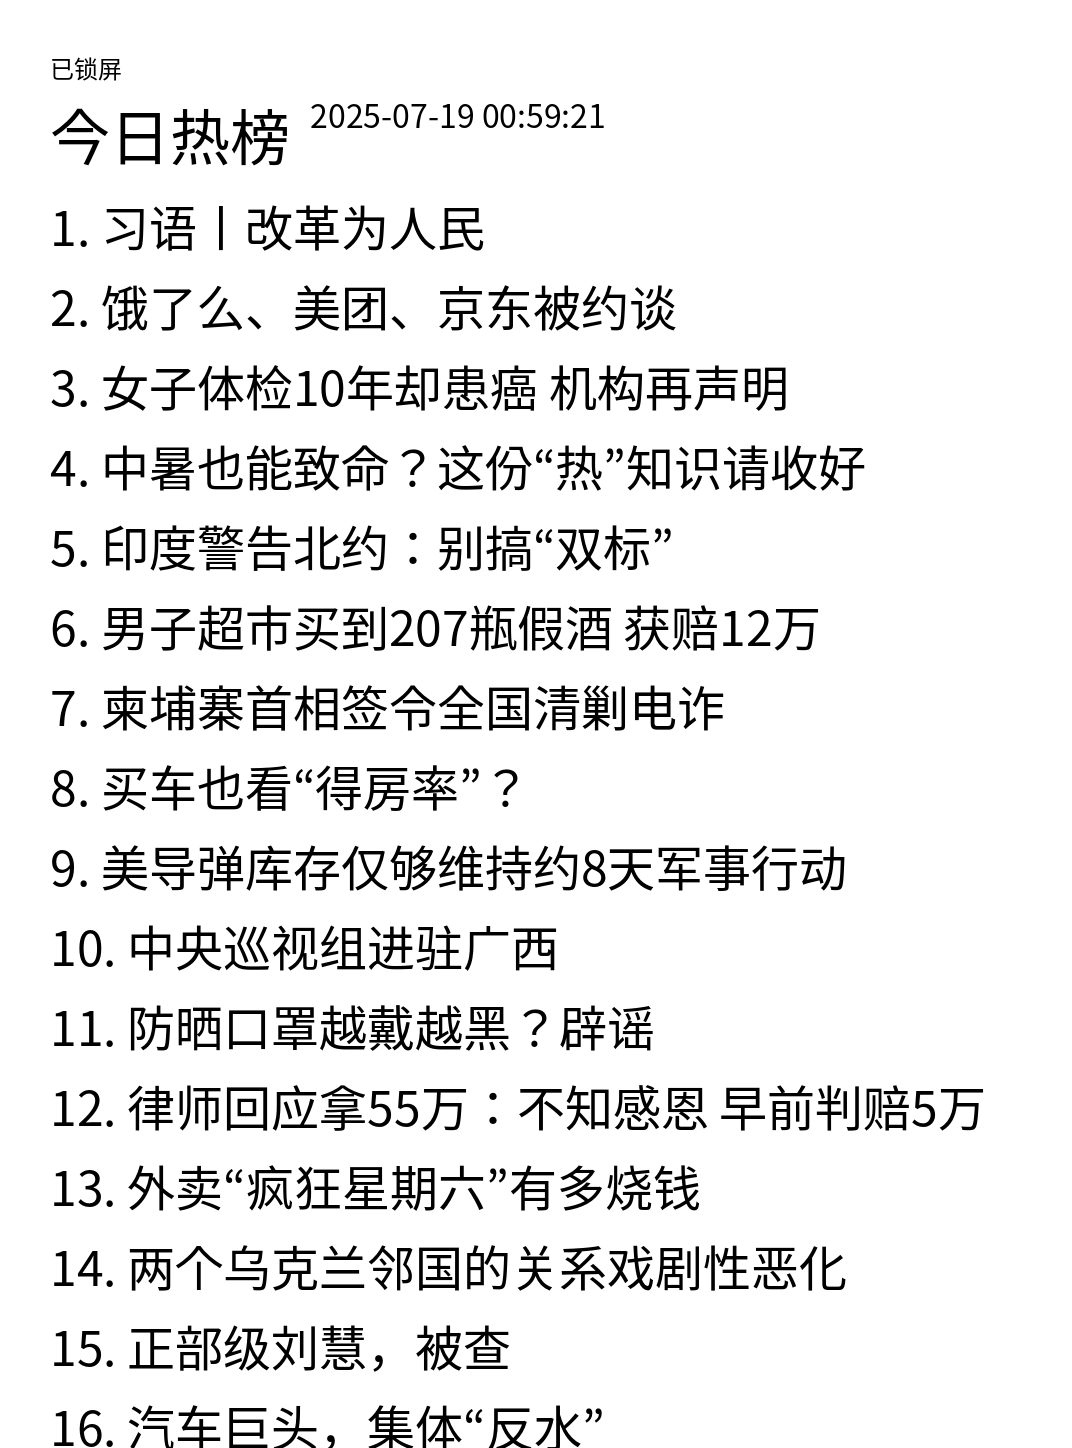 已锁屏
今日热榜 2025-07-19 00:59:21
1. 习语丨改革为人民
2. 饿了么、美团、京东被约谈
3. 女子体检10年却患癌 机构再声明
4. 中暑也能致命？这份“热”知识请收好
5. 印度警告北约：别搞“双标”
6. 男子超市买到207瓶假酒 获赔12万
7. 柬埔寨首相签令全国清剿电诈
8. 买车也看“得房率”？
9. 美导弹库存仅够维持约8天军事行动
10. 中央巡视组进驻广西
11. 防晒口罩越戴越黑？辟谣
12. 律师回应拿55万：不知感恩 早前判赔5万
13. 外卖“疯狂星期六”有多烧钱
14. 两个乌克兰邻国的关系戏剧性恶化
15. 正部级刘慧，被查
16. 汽车巨头，集体“反水”